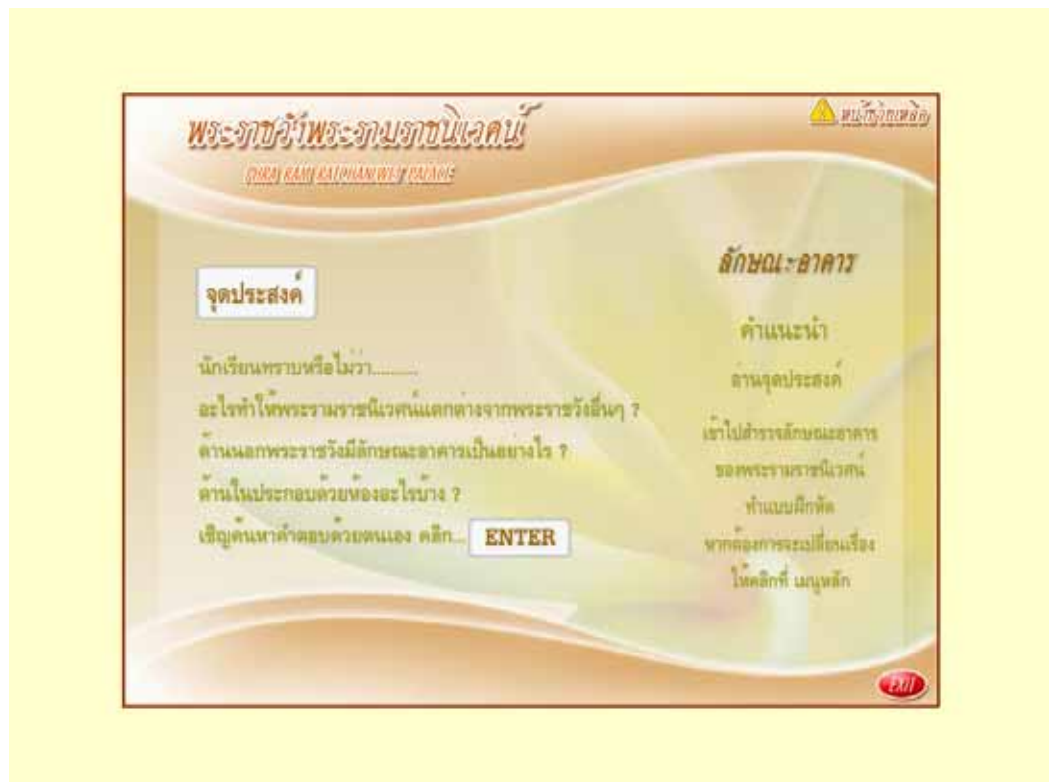 พระราชวังพระรามราชนิเวศน์
PHRA RAM RATCHANIWET PALACE
จุดประสงค์
นักเรียนทราบหรือไม่ว่า.........
อะไรทำให้พระรามราชนิเวศน์แตกต่างจากพระราชวังอื่นๆ ?
ด้านนอกพระราชวังมีลักษณะอาคารเป็นอย่างไร ?
ด้านในประกอบด้วยห้องอะไรบ้าง ?
เชิญค้นหาคำตอบด้วยตนเอง คลิก... ENTER
ลักษณะอาคาร
คำแนะนำ
อ่านจุดประสงค์
เข้าไปสำรวจลักษณะอาคาร
ของพระรามราชนิเวศน์
ทำแบบฝึกหัด
หากต้องการจะเปลี่ยนเรื่อง
ให้คลิกที่ เมนูหลัก
EXIT